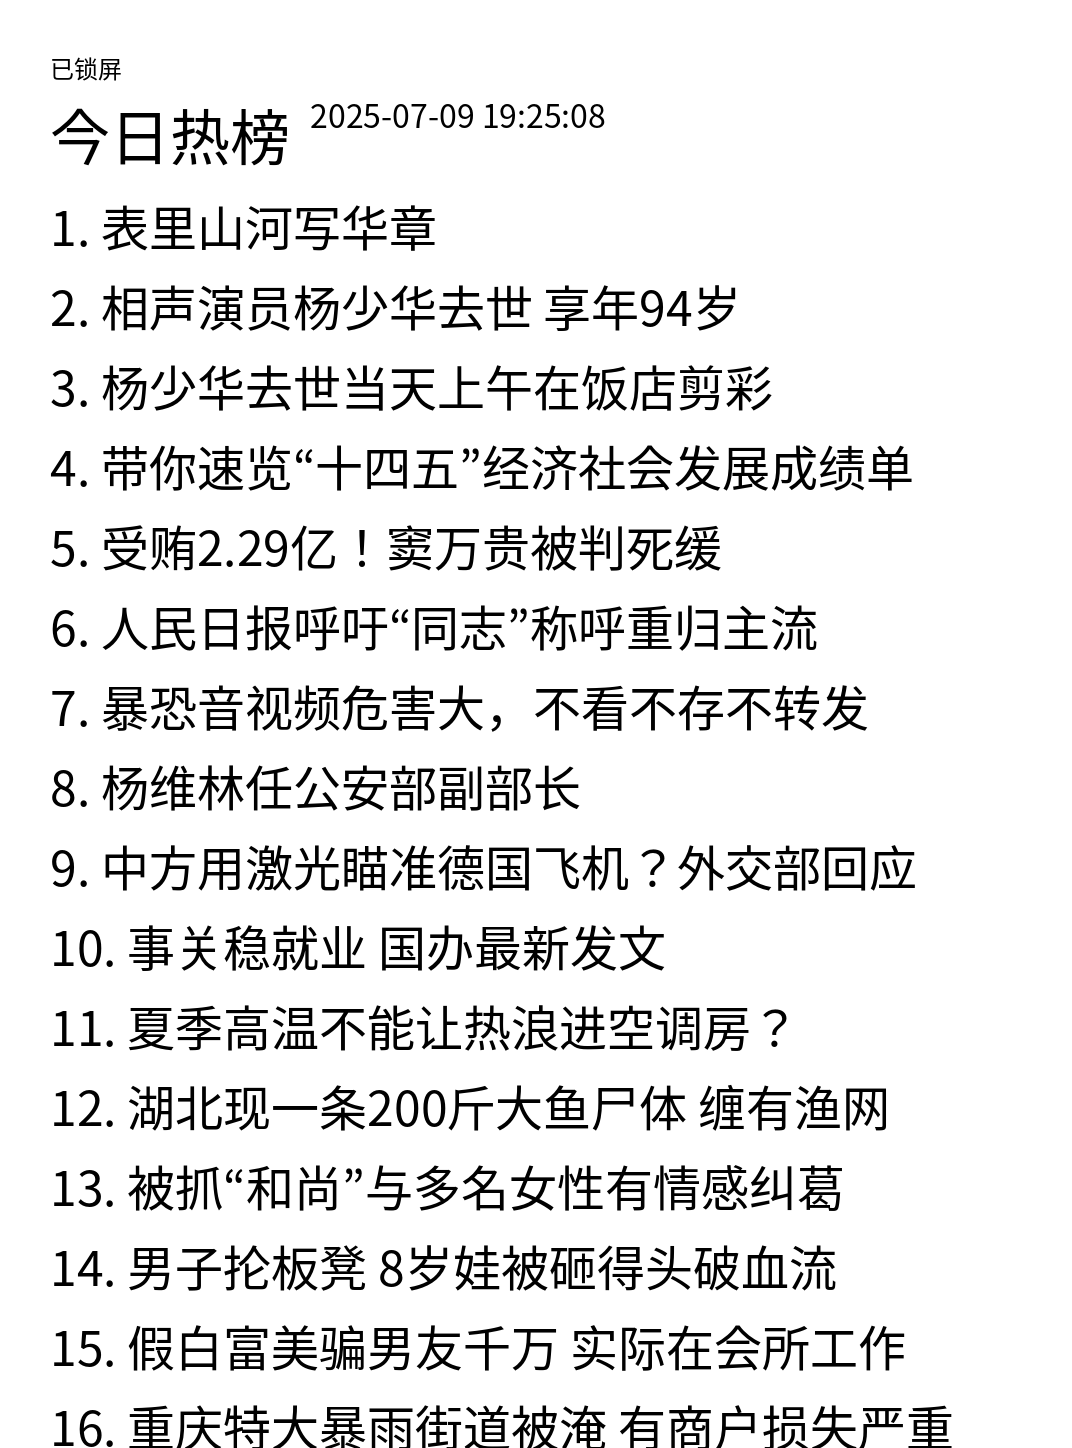 已锁屏
今日热榜 2025-07-09 19:25:08
1. 表里山河写华章
2. 相声演员杨少华去世 享年94岁
3. 杨少华去世当天上午在饭店剪彩
4. 带你速览“十四五”经济社会发展成绩单
5. 受贿2.29亿！窦万贵被判死缓
6. 人民日报呼吁“同志”称呼重归主流
7. 暴恐音视频危害大，不看不存不转发
8. 杨维林任公安部副部长
9. 中方用激光瞄准德国飞机？外交部回应
10. 事关稳就业 国办最新发文
11. 夏季高温不能让热浪进空调房？
12. 湖北现一条200斤大鱼尸体 缠有渔网
13. 被抓“和尚”与多名女性有情感纠葛
14. 男子抡板凳 8岁娃被砸得头破血流
15. 假白富美骗男友千万 实际在会所工作
16. 重庆特大暴雨街道被淹 有商户损失严重